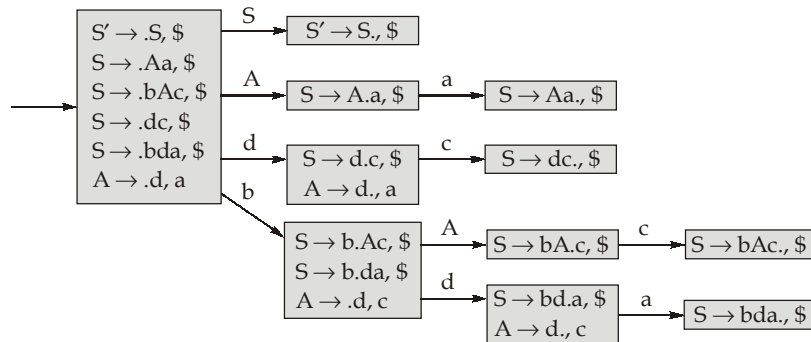 S
S′ → .S, $
S → .Aa, $
S → .bAc, $
S → .dc, $
S → .bda, $
A → .d, a
S′ → S., $
A
S → A.a, $
a
S → Aa., $
d
S → d.c, $
A → d., a
c
S → dc., $
b
S → b.Ac, $
S → b.da, $
A → .d, c
A
S → bA.c, $
c
S → bAc., $
d
S → bd.a, $
A → d., c
a
S → bda., $